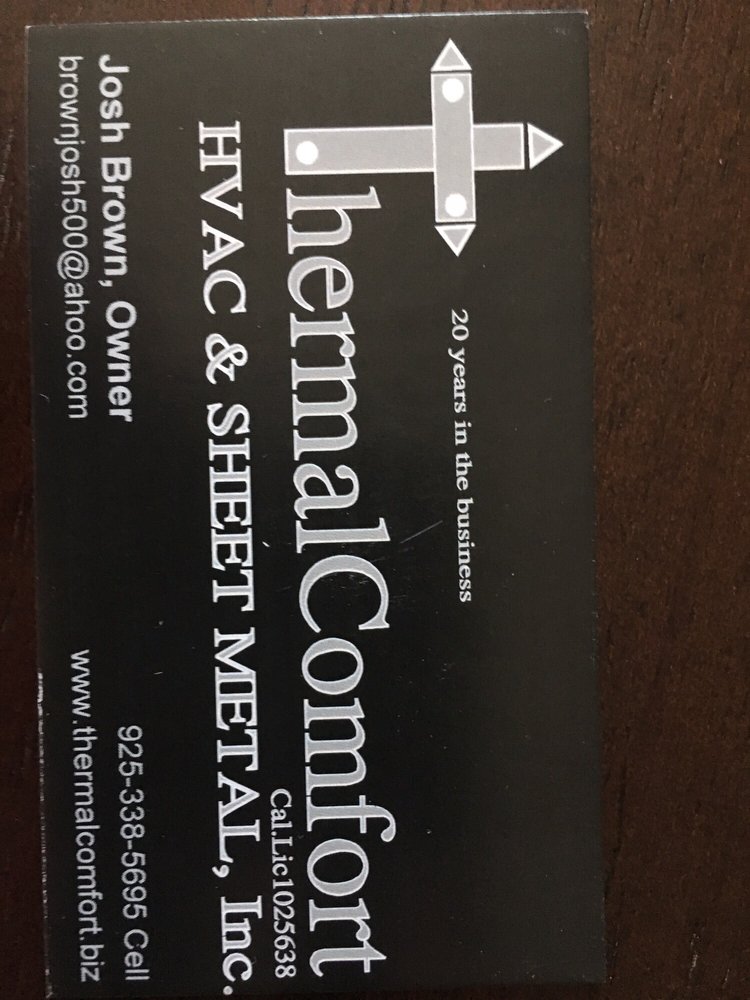 20 years in the business
ThermalComfort
Cal.Lic1025638
HVAC & SHEET METAL, Inc.
Josh Brown, Owner
brownjosh500@ahoo.com
925-338-5695 Cell
www.thermalcomfort.biz